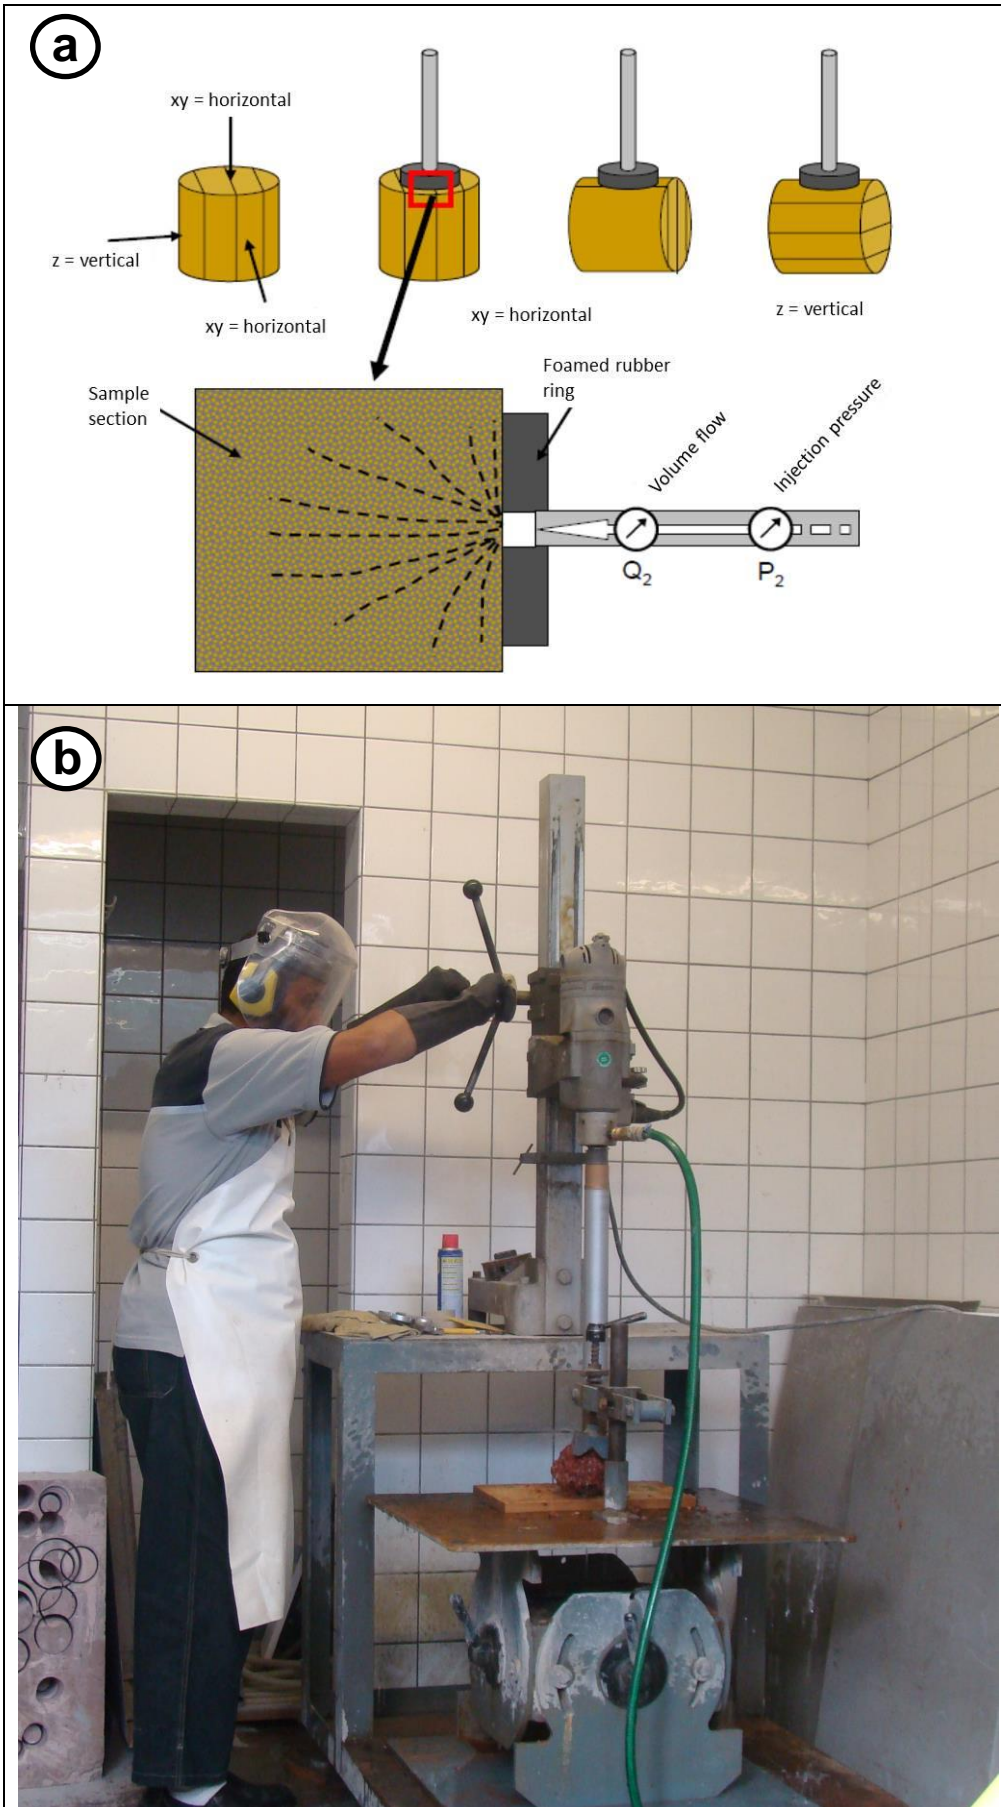 a
xy = horizontal
z = vertical
xy = horizontal
xy = horizontal
z = vertical
Sample
section
Foamed rubber
ring
Volume flow
Injection pressure
Q2
P2
b